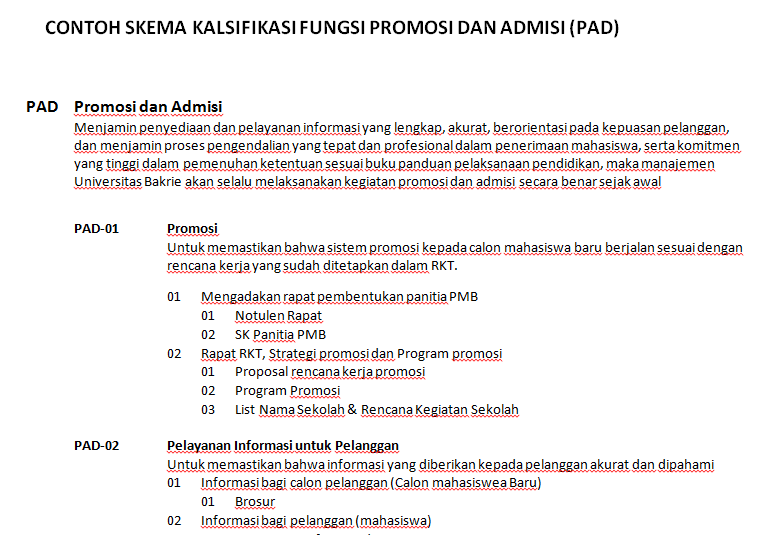 CONTOH SKEMA KALSIFIKASI FUNGSI PROMOSI DAN ADMISI (PAD)
PAD Promosi dan Admisi
Menjamin penyediaan dan pelayanan informasi yang lengkap, akurat, berorientasi pada kepuasan pelanggan,
dan menjamin proses pengendalian yang tepat dan profesional dalam penerimaan mahasiswa, serta komitmen
yang tinggi dalam pemenuhan ketentuan sesuai buku panduan pelaksanaan pendidikan, maka manajemen
Universitas Bakrie akan selalu melaksanakan kegiatan promosi dan admisi secara benar sejak awal
PAD-01 Promosi
Untuk memastikan bahwa sistem promosi kepada calon mahasiswa baru berjalan sesuai dengan
rencana kerja yang sudah ditetapkan dalam RKT.
01 Mengadakan rapat pembentukan panitia PMB
01 Notulen Rapat
02 SK Panitia PMB
02 Rapat RKT, Strategi promosi dan Program promosi
01 Proposal rencana kerja promosi
02 Program Promosi
03 List Nama Sekolah & Rencana Kegiatan Sekolah
PAD-02 Pelayanan Informasi untuk Pelanggan
Untuk memastikan bahwa informasi yang diberikan kepada pelanggan akurat dan dipahami
01 Informasi bagi calon pelanggan (Calon mahasiswea Baru)
01 Brosur
02 Informasi bagi pelanggan (mahasiswa)